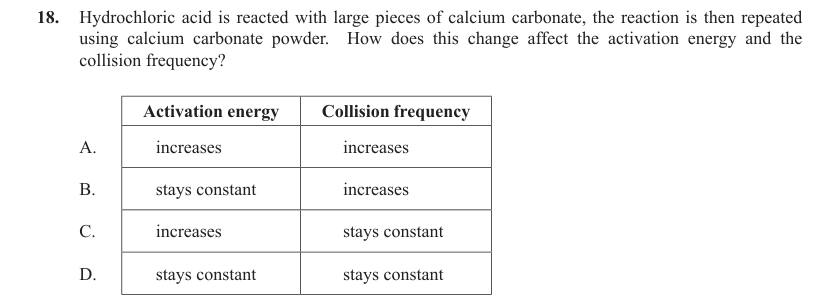 18. Hydrochloric acid is reacted with large pieces of calcium carbonate, the reaction is then repeated
using calcium carbonate powder. How does this change affect the activation energy and the
collision frequency?
Activation energy Collision frequency
A. increases increases
B. stays constant increases
C. increases stays constant
D. stays constant stays constant